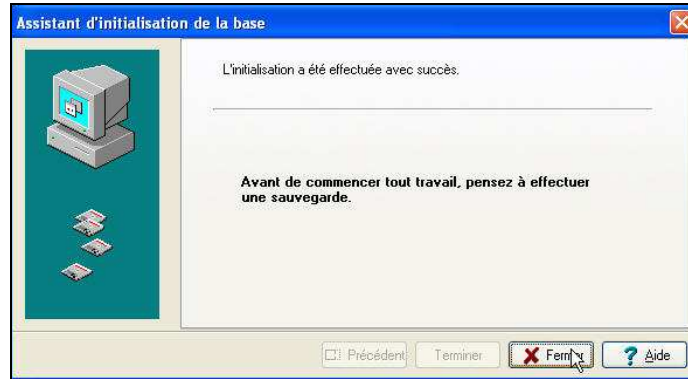 Assistant d'initialisation de la base
L'initialisation a été effectuée avec succès.
Avant de commencer tout travail, pensez à effectuer
une sauvegarde.
Précédent Terminer Fermer ? Aide